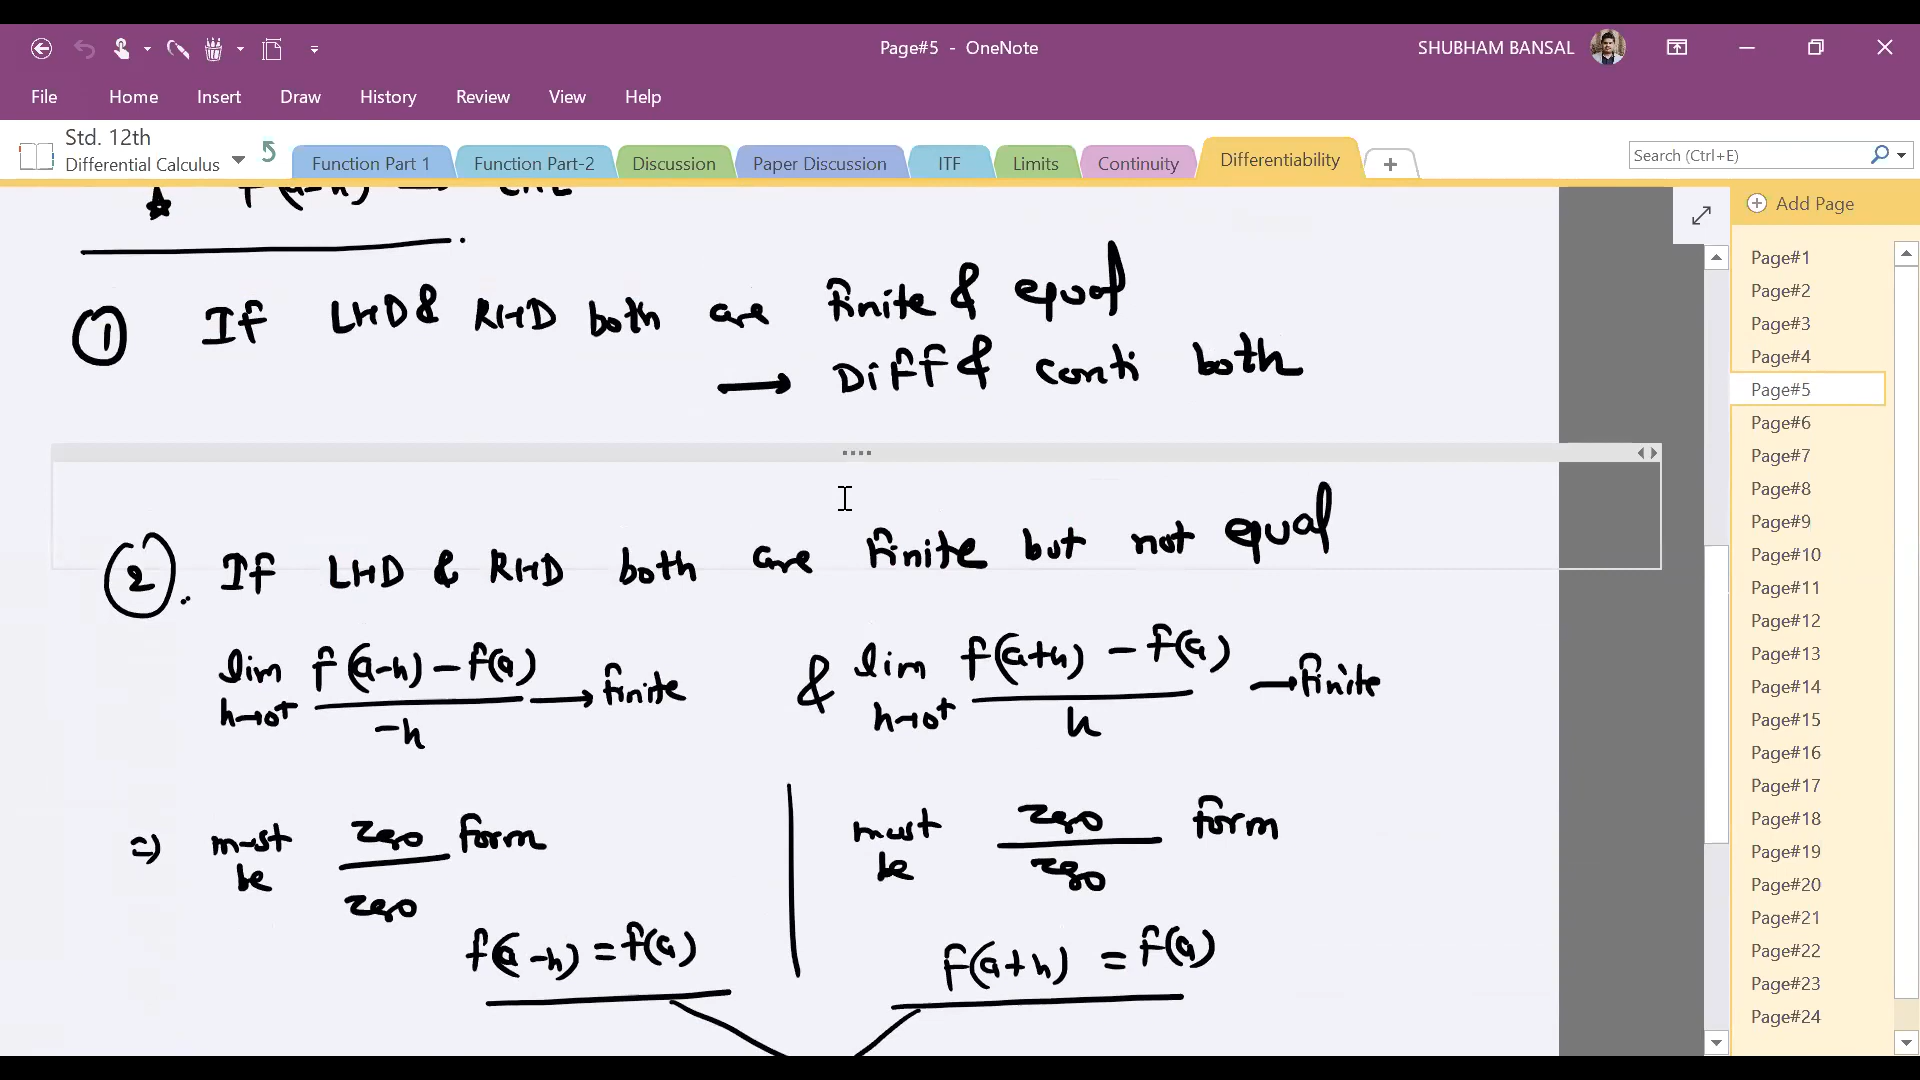 Page#5 - OneNote
SHUBHAM BANSAL
File Home Insert Draw History Review View Help
Std. 12th
Differential Calculus
Function Part 1
Function Part-2
Discussion
Paper Discussion
ITF
Limits
Continuity
Differentiability
Search (Ctrl+E)
① If LHD & RHD both are finite & equal
→ Diff & conti both
② . If LHD & RHD both are finite but not equal
lim h→0+ f(a-h) - f(a) / -h → finite & lim h→0+ f(a+h) - f(a) / h → finite
⇒ must be zero / zero form
f(a-h) = f(a)
must be zero / zero form
f(a+h) = f(a)
Add Page
Page#1
Page#2
Page#3
Page#4
Page#5
Page#6
Page#7
Page#8
Page#9
Page#10
Page#11
Page#12
Page#13
Page#14
Page#15
Page#16
Page#17
Page#18
Page#19
Page#20
Page#21
Page#22
Page#23
Page#24